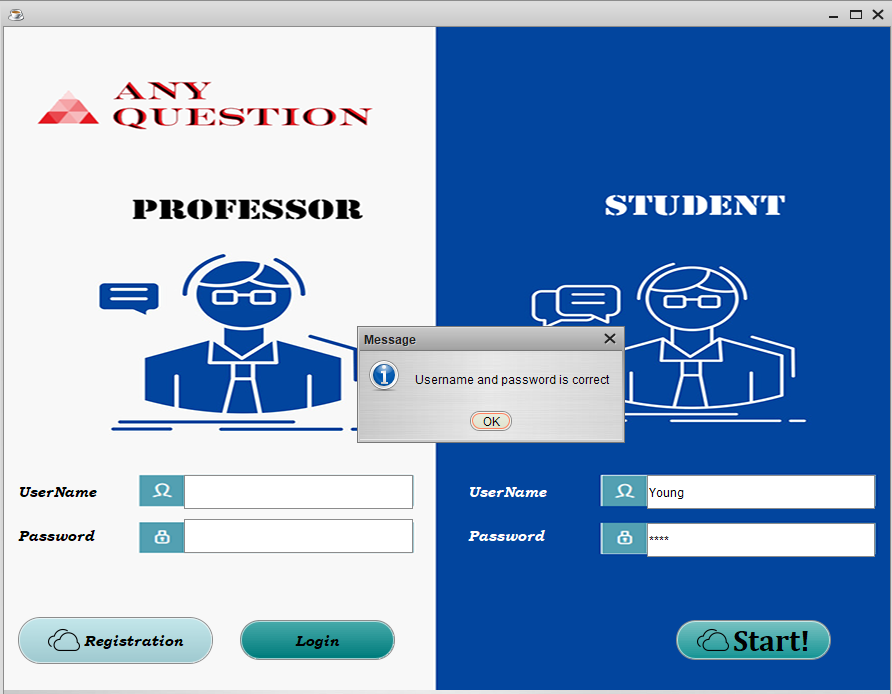 ANY
QUESTION
PROFESSOR
STUDENT
Message
Username and password is correct
OK
UserName
Password
UserName
Young
Password
****
Registration
Login
Start!